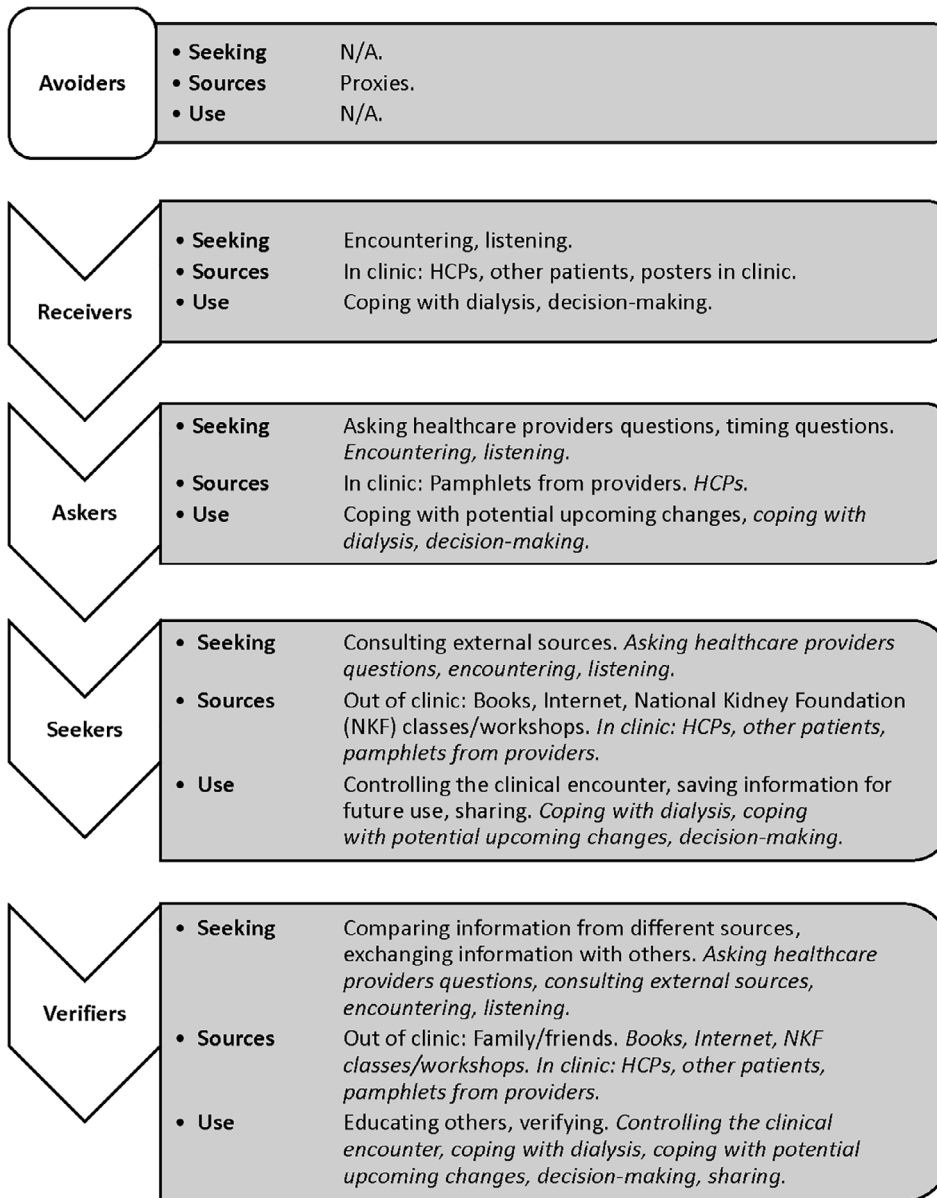 Avoiders
• Seeking N/A.
• Sources Proxies.
• Use N/A.
Receivers
• Seeking Encountering, listening.
• Sources In clinic: HCPs, other patients, posters in clinic.
• Use Coping with dialysis, decision-making.
Askers
• Seeking Asking healthcare providers questions, timing questions.
Encountering, listening.
• Sources In clinic: Pamphlets from providers. HCPs.
• Use Coping with potential upcoming changes, coping with
dialysis, decision-making.
Seekers
• Seeking Consulting external sources. Asking healthcare providers
questions, encountering, listening.
• Sources Out of clinic: Books, Internet, National Kidney Foundation
(NKF) classes/workshops. In clinic: HCPs, other patients,
pamphlets from providers.
• Use Controlling the clinical encounter, saving information for
future use, sharing. Coping with dialysis, coping
with potential upcoming changes, decision-making.
Verifiers
• Seeking Comparing information from different sources,
exchanging information with others. Asking healthcare
providers questions, consulting external sources,
encountering, listening.
• Sources Out of clinic: Family/friends. Books, Internet, NKF
classes/workshops. In clinic: HCPs, other patients,
pamphlets from providers.
• Use Educating others, verifying. Controlling the clinical
encounter, coping with dialysis, coping with potential
upcoming changes, decision-making, sharing.